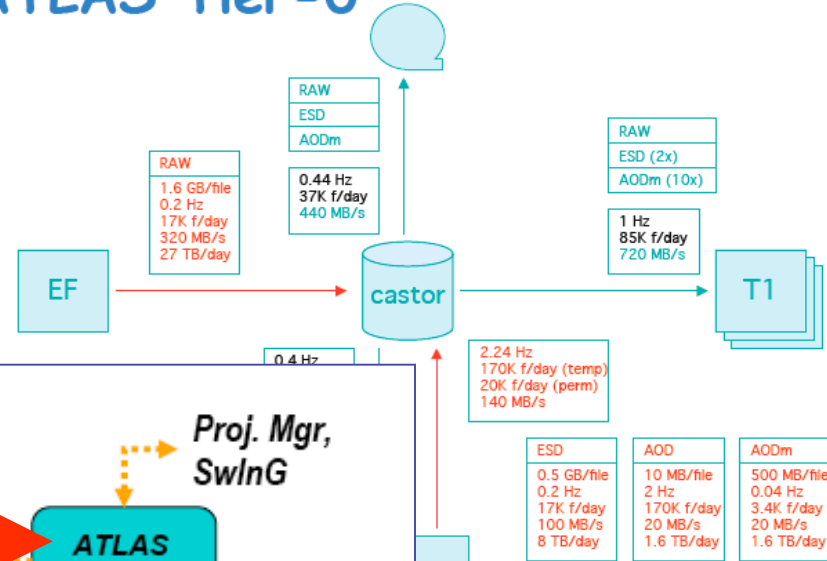 ATLAS Tier-0
RAW
ESD
AODm
0.44 Hz
37K f/day
440 MB/s
RAW
1.6 GB/file
0.2 Hz
17K f/day
320 MB/s
27 TB/day
RAW
ESD (2x)
AODm (10x)
1 Hz
85K f/day
720 MB/s
EF
castor
T1
0.4 Hz
2.24 Hz
170K f/day (temp)
20K f/day (perm)
140 MB/s
Proj. Mgr,
SwInG
ATLAS
ESD
0.5 GB/file
0.2 Hz
17K f/day
100 MB/s
8 TB/day
AOD
10 MB/file
2 Hz
170K f/day
20 MB/s
1.6 TB/day
AODm
500 MB/file
0.04 Hz
3.4K f/day
20 MB/s
1.6 TB/day